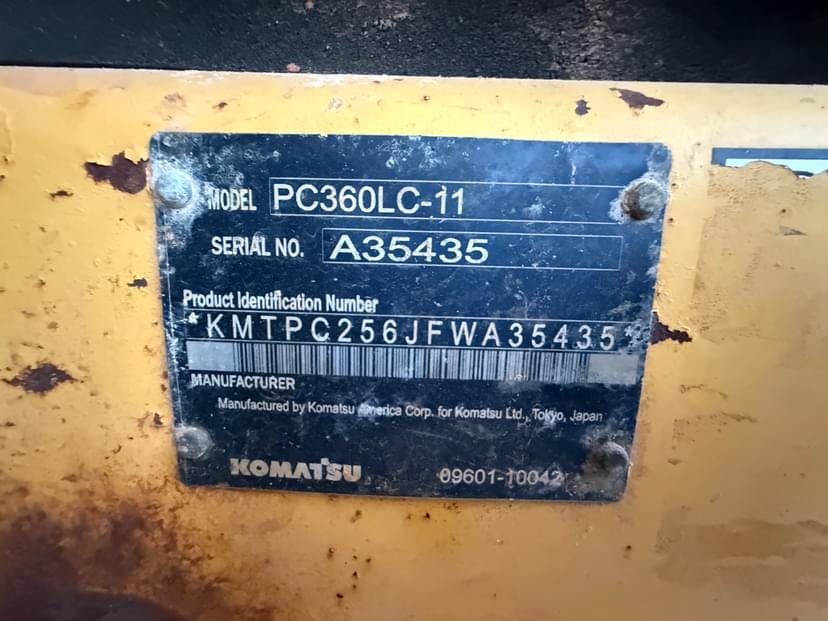 MODEL PC360LC-11
SERIAL NO. A35435
Product Identification Number
*KMTPC256JFWA35435*
MANUFACTURER
Manufactured by Komatsu America Corp. for Komatsu Ltd., Tokyo, Japan
KOMATSU 09601-10042